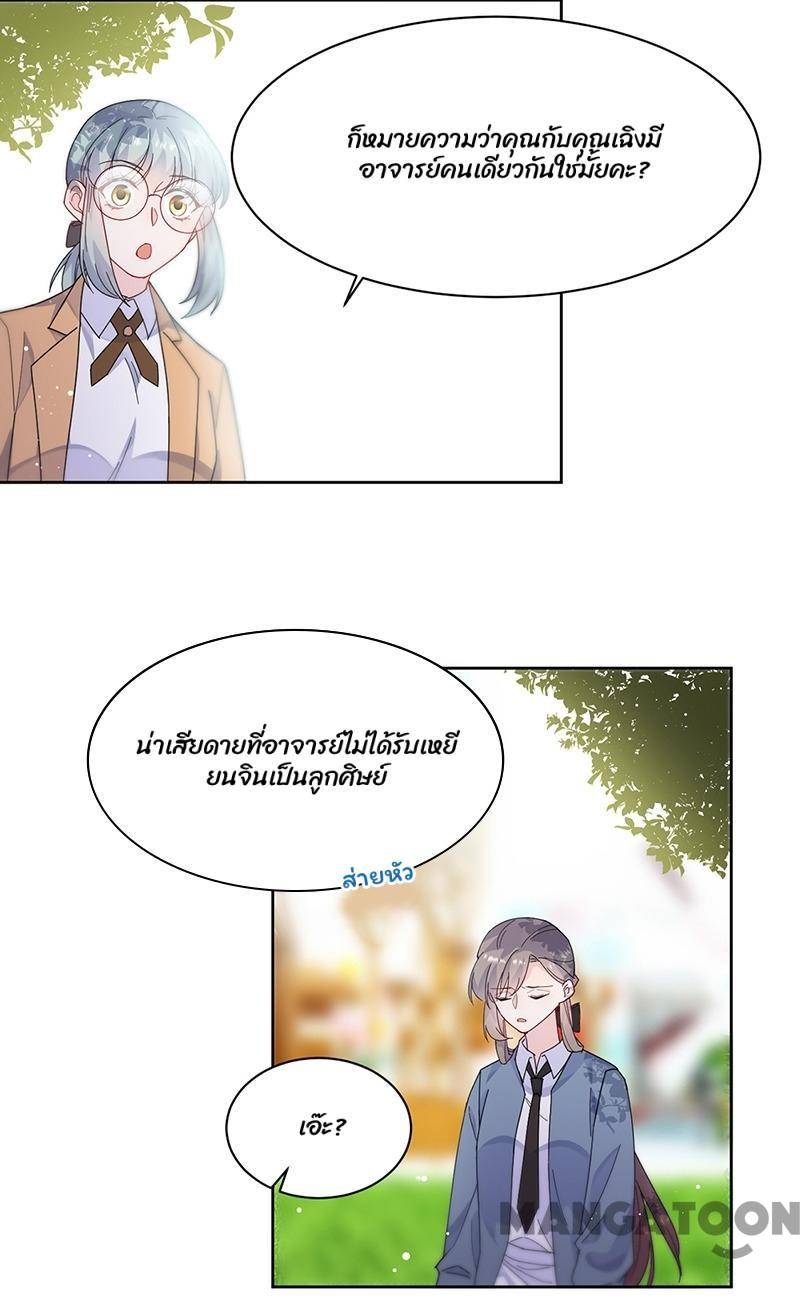 ก็หมายความว่าคุณกับคุณเฉิงมี
อาจารย์คนเดียวกันใช่มั้ยคะ?
น่าเสียดายที่อาจารย์ไม่ได้รับเหยี
ยนจินเป็นลูกศิษย์
ส่ายหัว
เอ๊ะ?
MANGATOON